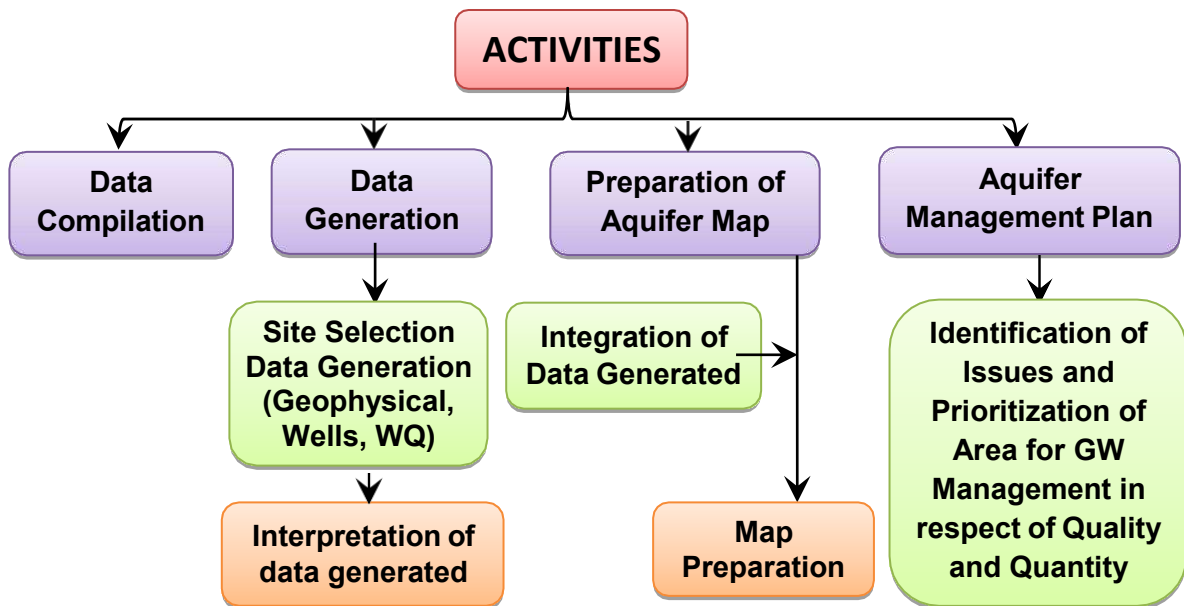 ACTIVITIES
Data
Compilation
Data
Generation
Preparation of
Aquifer Map
Aquifer
Management Plan
Site Selection
Data Generation
(Geophysical,
Wells, WQ)
Integration of
Data Generated
Identification of
Issues and
Prioritization of
Area for GW
Management in
respect of Quality
and Quantity
Interpretation of
data generated
Map
Preparation